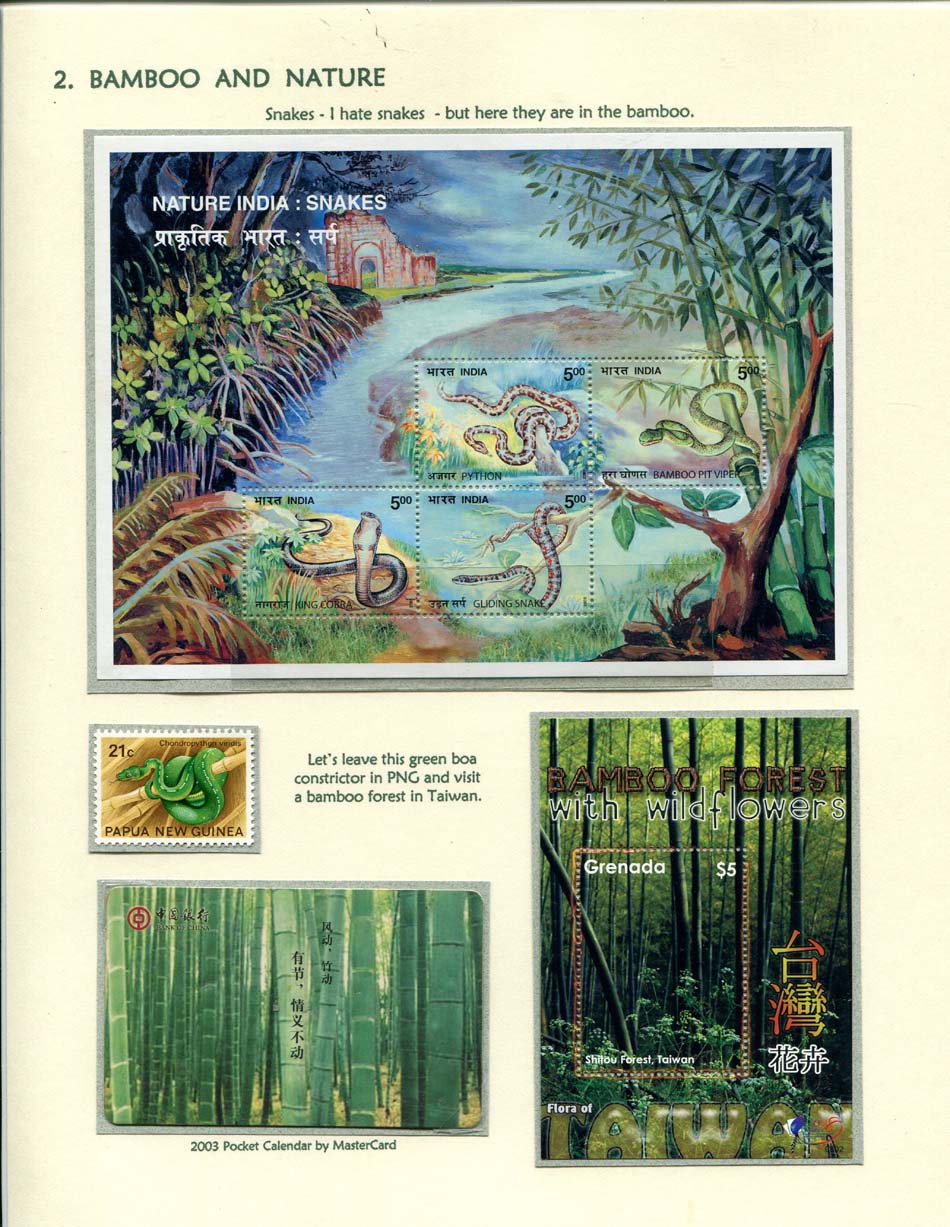 2. BAMBOO AND NATURE
Snakes - I hate snakes - but here they are in the bamboo.
NATURE INDIA : SNAKES
प्राकृतिक भारत : सर्प
भारत INDIA 5.00
अजगर PYTHON
भारत INDIA 5.00
हरा घोणस BAMBOO PIT VIPER
भारत INDIA 5.00
नागराज KING COBRA
भारत INDIA 5.00
उड़न सर्प GLIDING SNAKE
21c Chondropython viridis
PAPUA NEW GUINEA
Let's leave this green boa
constrictor in PNG and visit
a bamboo forest in Taiwan.
中国银行
BANK OF CHINA
风动，竹动
有节，情义不动
2003 Pocket Calendar by MasterCard
BAMBOO FOREST
with wildflowers
Grenada $5
台灣
花卉
Shitou Forest, Taiwan
Flora of
TAIWAN